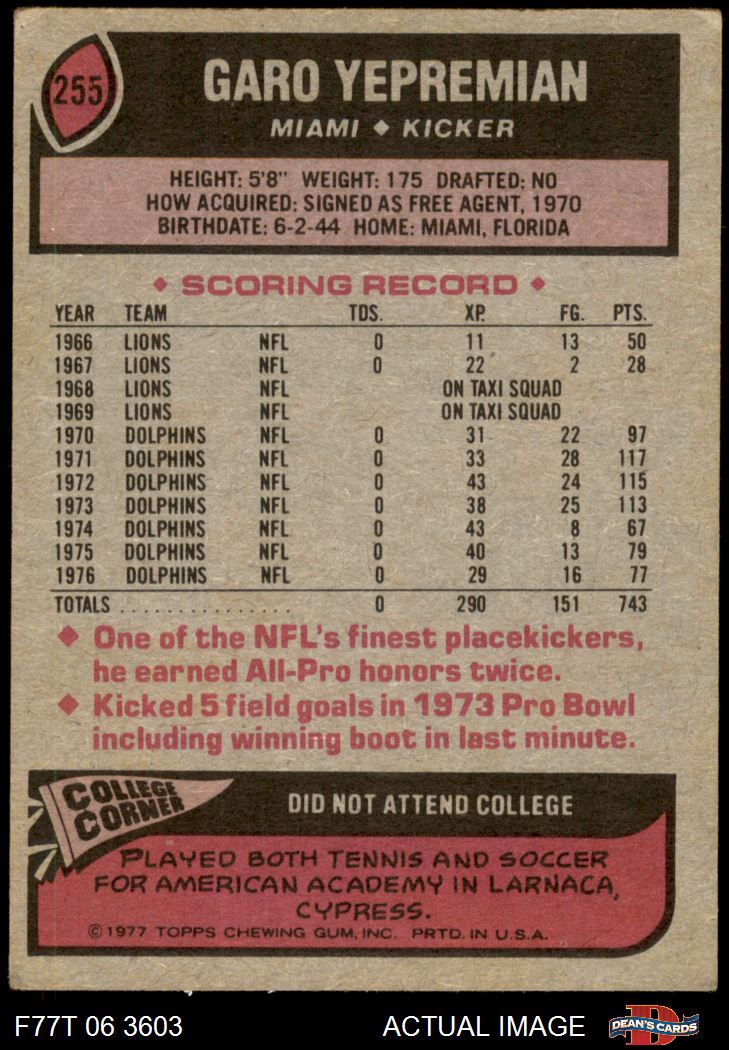 255
GARO YEPREMIAN
MIAMI ◆ KICKER
HEIGHT: 5'8" WEIGHT: 175 DRAFTED: NO
HOW ACQUIRED: SIGNED AS FREE AGENT, 1970
BIRTHDATE: 6-2-44 HOME: MIAMI, FLORIDA
◆ SCORING RECORD ◆
YEAR TEAM TDS. XP. FG. PTS.
1966 LIONS NFL 0 11 13 50
1967 LIONS NFL 0 22 2 28
1968 LIONS NFL ON TAXI SQUAD
1969 LIONS NFL ON TAXI SQUAD
1970 DOLPHINS NFL 0 31 22 97
1971 DOLPHINS NFL 0 33 28 117
1972 DOLPHINS NFL 0 43 24 115
1973 DOLPHINS NFL 0 38 25 113
1974 DOLPHINS NFL 0 43 8 67
1975 DOLPHINS NFL 0 40 13 79
1976 DOLPHINS NFL 0 29 16 77
TOTALS ................ 0 290 151 743
◆ One of the NFL's finest placekickers,
he earned All-Pro honors twice.
◆ Kicked 5 field goals in 1973 Pro Bowl
including winning boot in last minute.
COLLEGE
CORNER
DID NOT ATTEND COLLEGE
PLAYED BOTH TENNIS AND SOCCER
FOR AMERICAN ACADEMY IN LARNACA,
CYPRESS.
©1977 TOPPS CHEWING GUM, INC. PRTD. IN U.S.A.
F77T 06 3603 ACTUAL IMAGE D DEAN'S CARDS